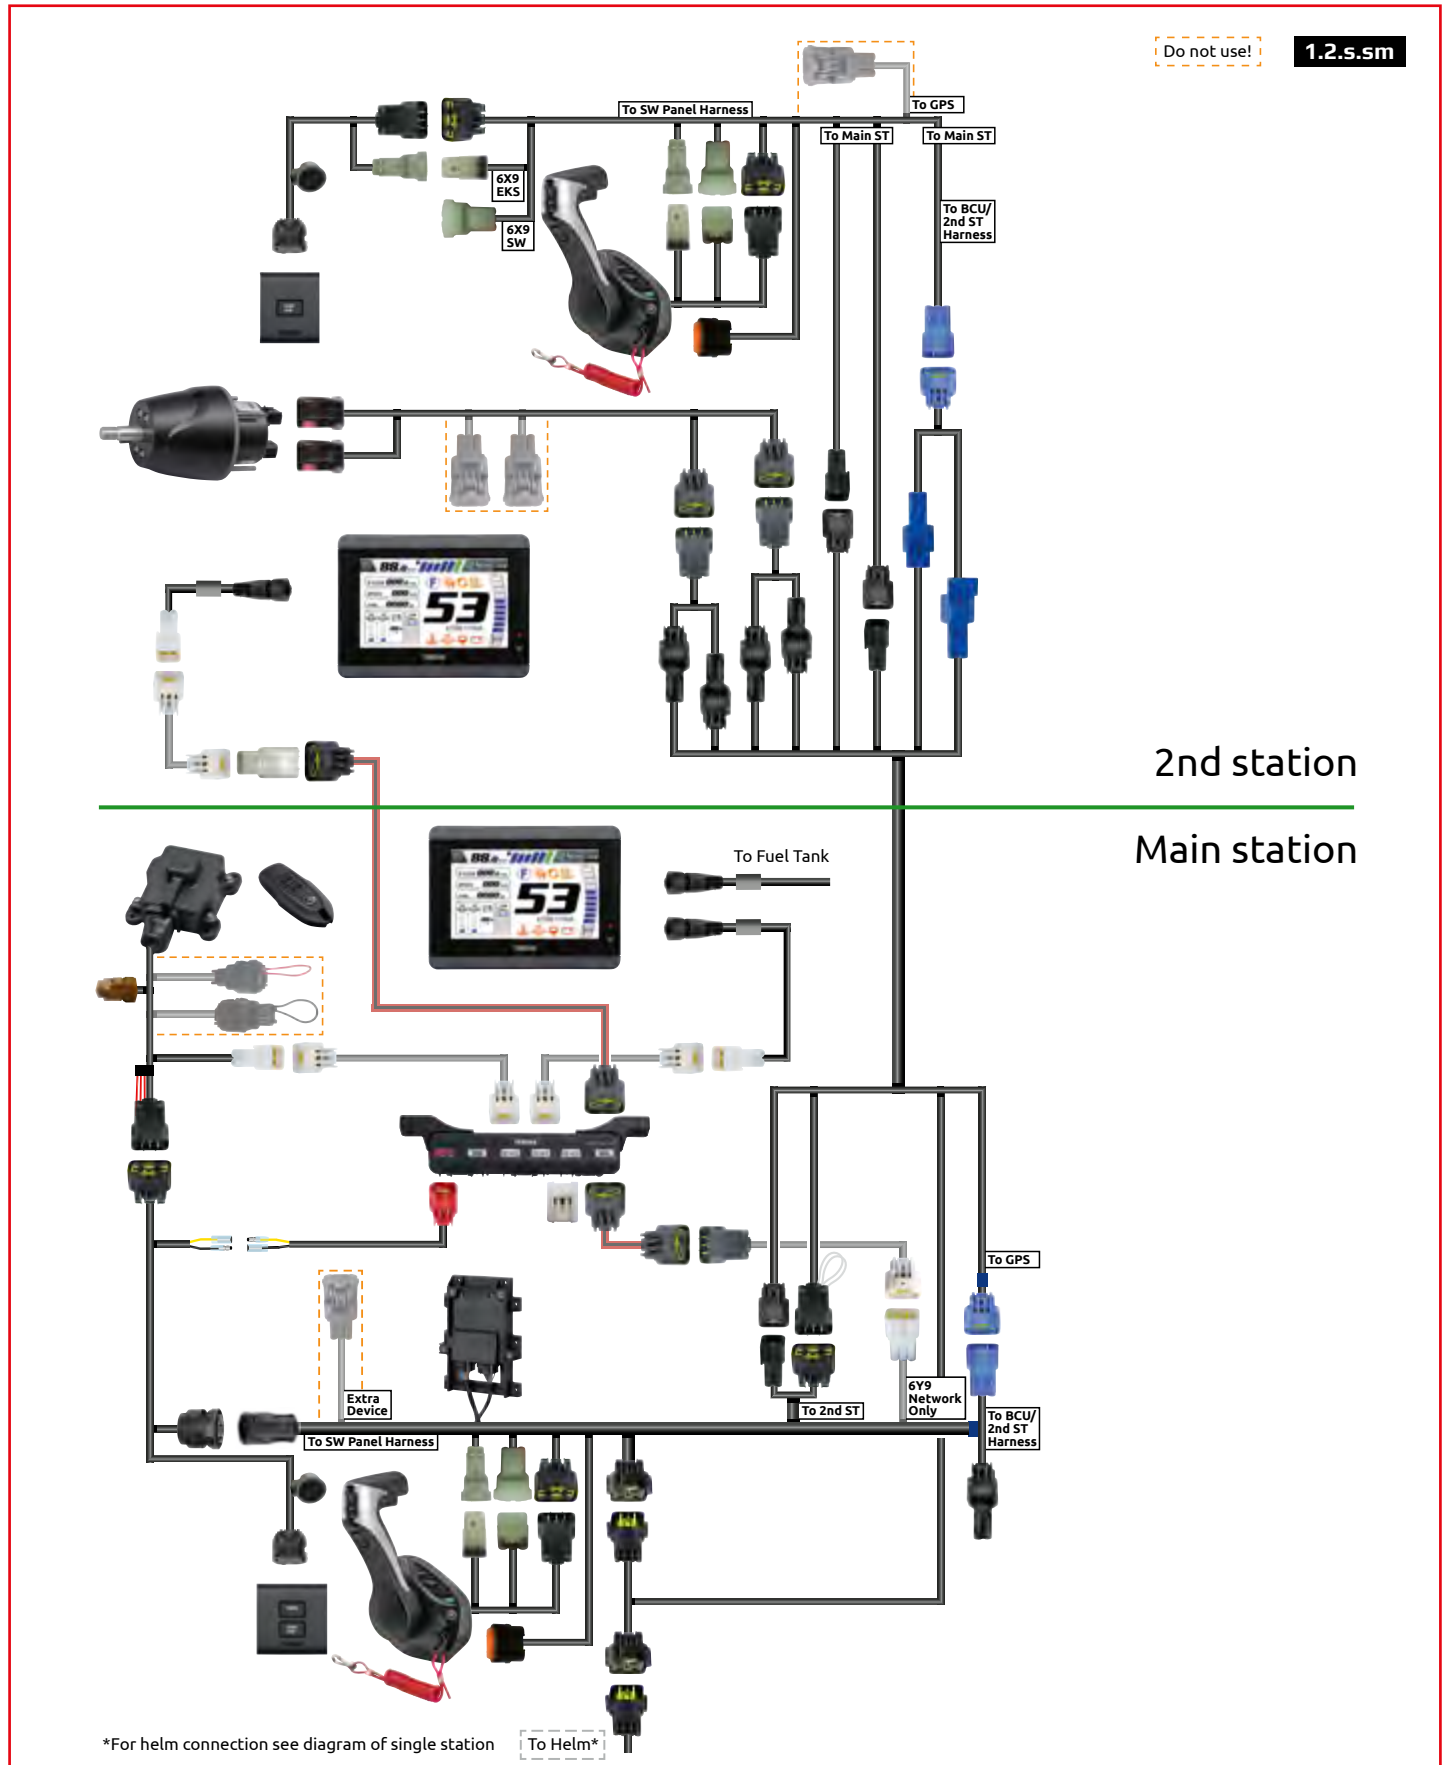 Do not use!
1.2.s.sm
To GPS
To SW Panel Harness
To Main ST
To Main ST
6X9
EKS
6X9
SW
To BCU/
2nd ST
Harness
53
2nd station
Main station
To Fuel Tank
53
To GPS
Extra
Device
6Y9
Network
Only
To 2nd ST
To BCU/
2nd ST
Harness
To SW Panel Harness
*For helm connection see diagram of single station
To Helm*